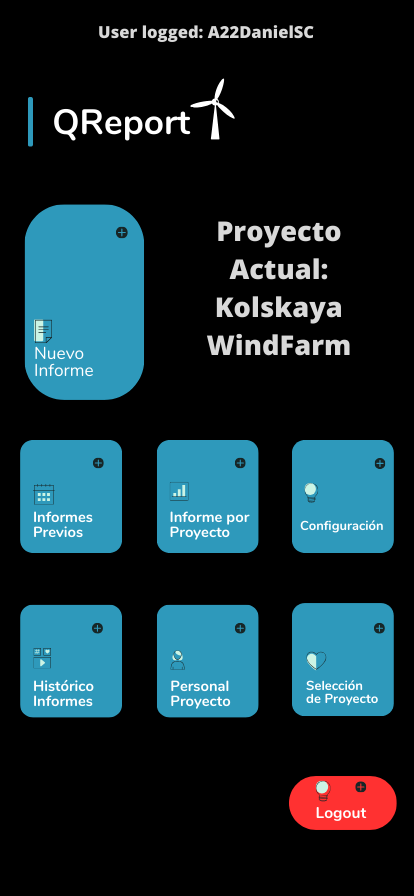 User logged: A22DanielSC
QReport
Proyecto
Actual:
Kolskaya
WindFarm
Nuevo
Informe
Informes
Previos
Informe por
Proyecto
Configuración
Histórico
Informes
Personal
Proyecto
Selección
de Proyecto
Logout